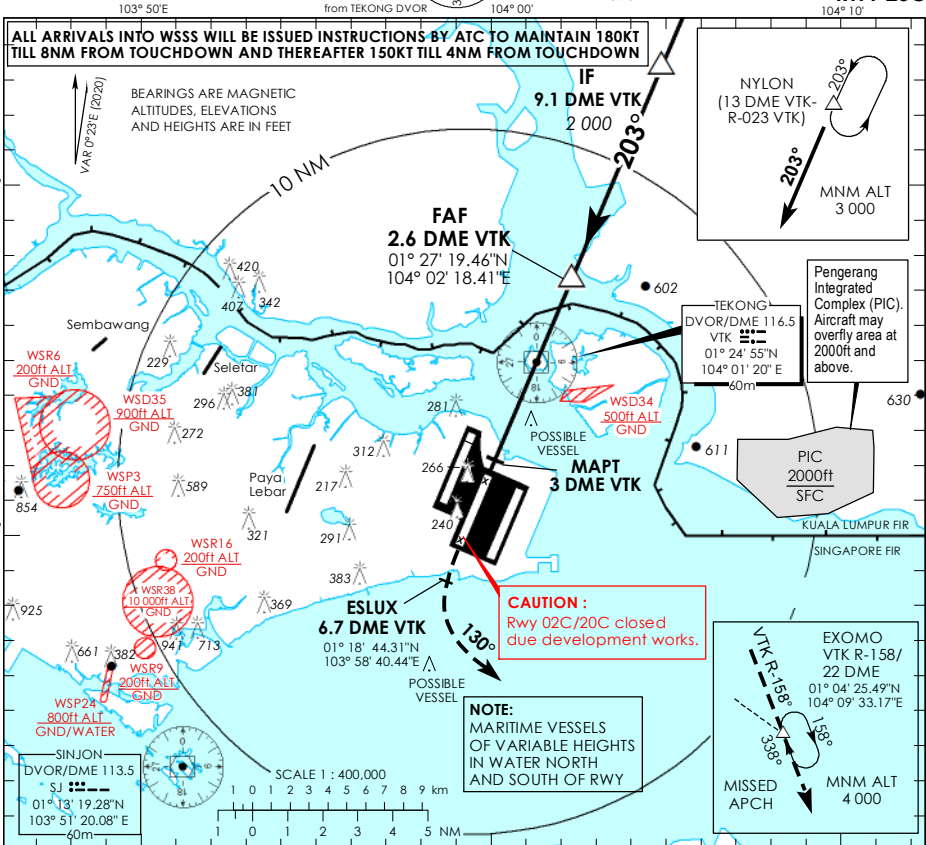 103° 50'E
from TEKONG DVOR
104° 00'
104° 10'
ALL ARRIVALS INTO WSSS WILL BE ISSUED INSTRUCTIONS BY ATC TO MAINTAIN 180KT
TILL 8NM FROM TOUCHDOWN AND THEREAFTER 150KT TILL 4NM FROM TOUCHDOWN
VAR 0°23'E (2020)
BEARINGS ARE MAGNETIC
ALTITUDES, ELEVATIONS
AND HEIGHTS ARE IN FEET
IF
9.1 DME VTK
2 000
203°
NYLON
(13 DME VTK-
R-023 VTK)
203°
203°
MNM ALT
3 000
10 NM
FAF
2.6 DME VTK
01° 27' 19.46"N
104° 02' 18.41"E
420
407
342
602
Pengerang
Integrated
Complex (PIC).
Aircraft may
overfly area at
2000ft and
above.
TEKONG
DVOR/DME 116.5
VTK
01° 24' 55"N
104° 01' 20" E
60m
Sembawang
229
Seletar
WSR6
200ft ALT
GND
WSD35
900ft ALT
GND
296
381
281
0
9
18
27
WSD34
500ft ALT
GND
630
272
312
POSSIBLE
VESSEL
611
WSP3
750ft ALT
GND
854
589
Paya
Lebar
217
266
MAPT
3 DME VTK
PIC
2000ft
SFC
321
291
240
KUALA LUMPUR FIR
SINGAPORE FIR
WSR16
200ft ALT
GND
WSR38
10 000ft ALT
GND
383
369
925
ESLUX
6.7 DME VTK
01° 18' 44.31"N
103° 58' 40.44"E
130°
CAUTION :
Rwy 02C/20C closed
due development works.
661
382
941
713
WSR9
200ft ALT
GND
WSP24
800ft ALT
GND/WATER
POSSIBLE
VESSEL
NOTE:
MARITIME VESSELS
OF VARIABLE HEIGHTS
IN WATER NORTH
AND SOUTH OF RWY
VTK R-158°
EXOMO
VTK R-158/
22 DME
01° 04' 25.49"N
104° 09' 33.17"E
158°
338°
MISSED
APCH
MNM ALT
4 000
SINJON
DVOR/DME 113.5
SJ
01° 13' 19.28"N
103° 51' 20.08" E
60m
0
9
18
27
SCALE 1 : 400,000
1 0 1 2 3 4 5 6 7 8 9 km
1 0 1 2 3 4 5 NM